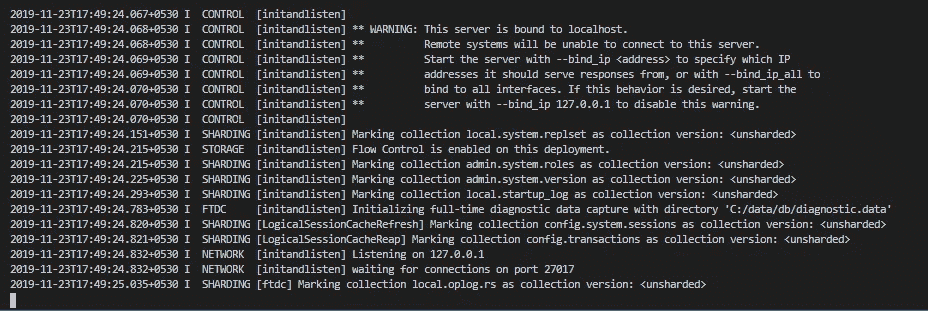 2019-11-23T17:49:24.067+0530 I  CONTROL  [initandlisten]
2019-11-23T17:49:24.068+0530 I  CONTROL  [initandlisten] ** WARNING: This server is bound to localhost.
2019-11-23T17:49:24.068+0530 I  CONTROL  [initandlisten] **          Remote systems will be unable to connect to this server.
2019-11-23T17:49:24.069+0530 I  CONTROL  [initandlisten] **          Start the server with --bind_ip <address> to specify which IP
2019-11-23T17:49:24.069+0530 I  CONTROL  [initandlisten] **          addresses it should serve responses from, or with --bind_ip_all to
2019-11-23T17:49:24.070+0530 I  CONTROL  [initandlisten] **          bind to all interfaces. If this behavior is desired, start the
2019-11-23T17:49:24.070+0530 I  CONTROL  [initandlisten] **          server with --bind_ip 127.0.0.1 to disable this warning.
2019-11-23T17:49:24.070+0530 I  CONTROL  [initandlisten]
2019-11-23T17:49:24.151+0530 I  SHARDING [initandlisten] Marking collection local.system.replset as collection version: <unsharded>
2019-11-23T17:49:24.215+0530 I  STORAGE  [initandlisten] Flow Control is enabled on this deployment.
2019-11-23T17:49:24.215+0530 I  SHARDING [initandlisten] Marking collection admin.system.roles as collection version: <unsharded>
2019-11-23T17:49:24.225+0530 I  SHARDING [initandlisten] Marking collection admin.system.version as collection version: <unsharded>
2019-11-23T17:49:24.293+0530 I  SHARDING [initandlisten] Marking collection local.startup_log as collection version: <unsharded>
2019-11-23T17:49:24.783+0530 I  FTDC     [initandlisten] Initializing full-time diagnostic data capture with directory 'C:/data/db/diagnostic.data'
2019-11-23T17:49:24.820+0530 I  SHARDING [LogicalSessionCacheRefresh] Marking collection config.system.sessions as collection version: <unsharded>
2019-11-23T17:49:24.821+0530 I  SHARDING [LogicalSessionCacheReap] Marking collection config.transactions as collection version: <unsharded>
2019-11-23T17:49:24.832+0530 I  NETWORK  [initandlisten] Listening on 127.0.0.1
2019-11-23T17:49:24.832+0530 I  NETWORK  [initandlisten] waiting for connections on port 27017
2019-11-23T17:49:25.035+0530 I  SHARDING [ftdc] Marking collection local.oplog.rs as collection version: <unsharded>